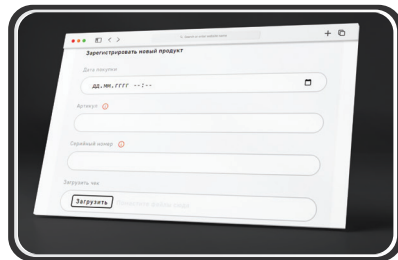 Зарегистрировать новый продукт
Дата покупки
дд.мм.гггг --:--
Артикул
Серийный номер
Загрузить чек
Загрузить